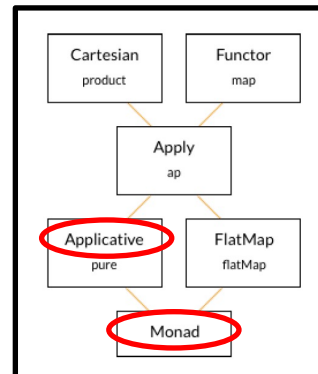 Cartesian
product
Functor
map
Apply
ap
Applicative
pure
FlatMap
flatMap
Monad